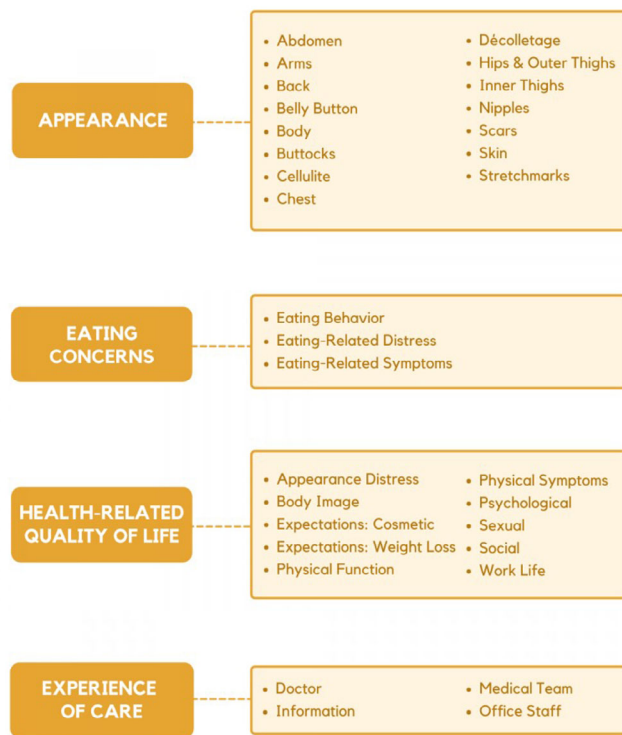 APPEARANCE
• Abdomen
• Arms
• Back
• Belly Button
• Body
• Buttocks
• Cellulite
• Chest
• Décolletage
• Hips & Outer Thighs
• Inner Thighs
• Nipples
• Scars
• Skin
• Stretchmarks
EATING
CONCERNS
• Eating Behavior
• Eating-Related Distress
• Eating-Related Symptoms
HEALTH-RELATED
QUALITY OF LIFE
• Appearance Distress
• Body Image
• Expectations: Cosmetic
• Expectations: Weight Loss
• Physical Function
• Physical Symptoms
• Psychological
• Sexual
• Social
• Work Life
EXPERIENCE
OF CARE
• Doctor
• Information
• Medical Team
• Office Staff